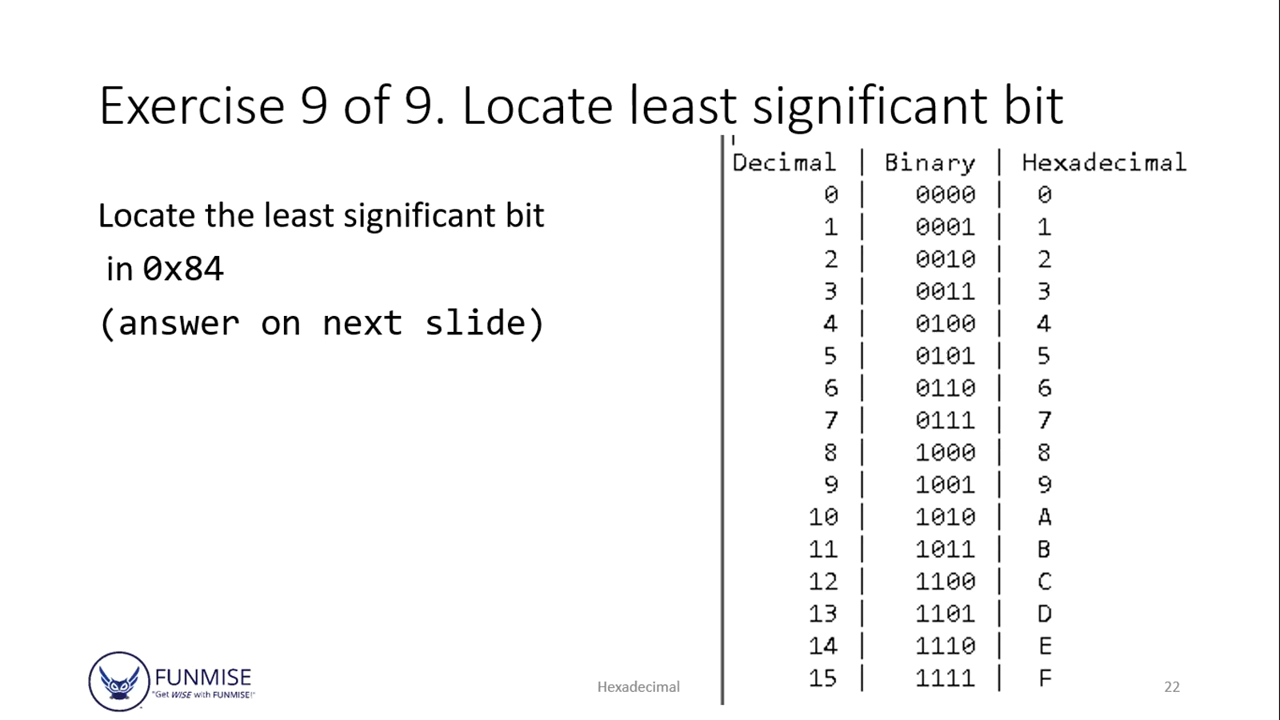 Exercise 9 of 9. Locate least significant bit
Locate the least significant bit
in 0x84
(answer on next slide)
Decimal | Binary | Hexadecimal
0 | 0000 | 0
1 | 0001 | 1
2 | 0010 | 2
3 | 0011 | 3
4 | 0100 | 4
5 | 0101 | 5
6 | 0110 | 6
7 | 0111 | 7
8 | 1000 | 8
9 | 1001 | 9
10 | 1010 | A
11 | 1011 | B
12 | 1100 | C
13 | 1101 | D
14 | 1110 | E
15 | 1111 | F
FUNMISE
"Get WISE with FUNMISE!"
Hexadecimal
22